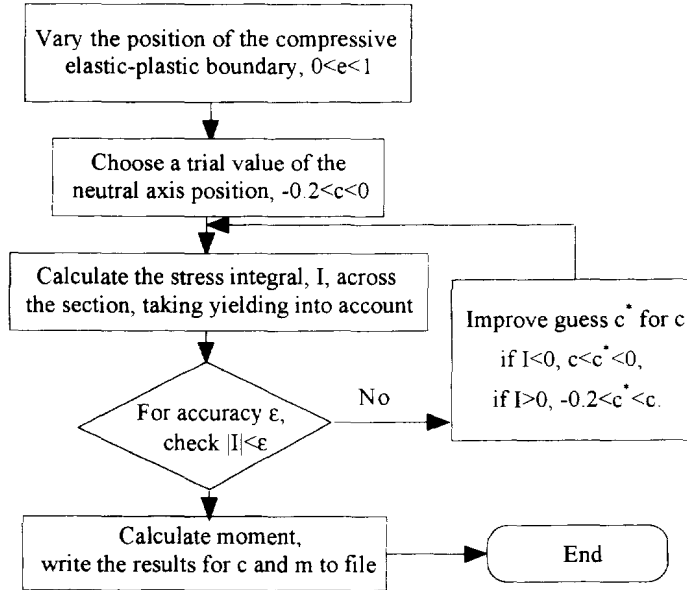 Vary the position of the compressive
elastic-plastic boundary, 0<e<1
Choose a trial value of the
neutral axis position, -0.2<c<0
Calculate the stress integral, I, across
the section, taking yielding into account
Improve guess c* for c
if I<0, c<c*<0,
if I>0, -0.2<c*<c.
For accuracy ε,
check |I|<ε
No
Calculate moment,
write the results for c and m to file
End